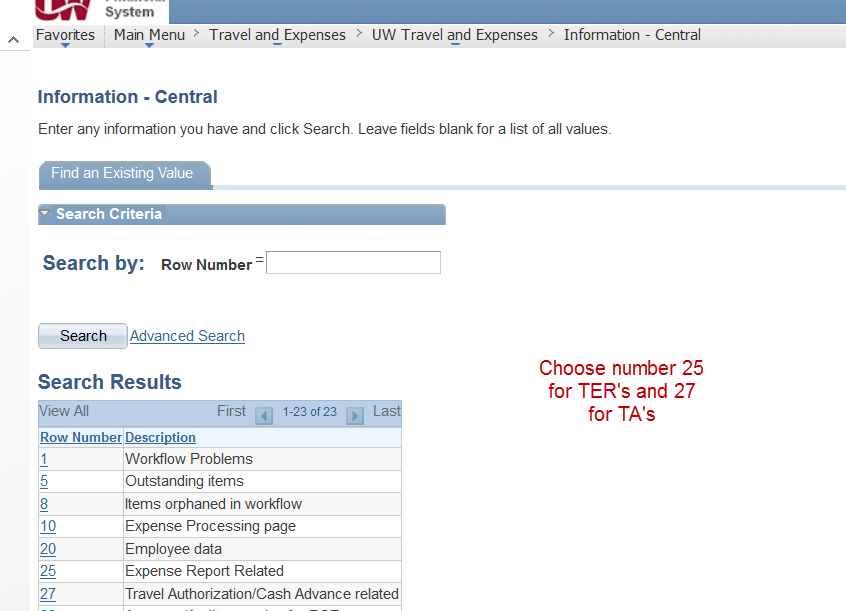 UW System
Favorites Main Menu > Travel and Expenses > UW Travel and Expenses > Information - Central
Information - Central
Enter any information you have and click Search. Leave fields blank for a list of all values.
Find an Existing Value
Search Criteria
Search by: Row Number =
Search Advanced Search
Choose number 25
for TER's and 27
for TA's
Search Results
View All First 1-23 of 23 Last
Row Number Description
1 Workflow Problems
5 Outstanding items
8 Items orphaned in workflow
10 Expense Processing page
20 Employee data
25 Expense Report Related
27 Travel Authorization/Cash Advance related